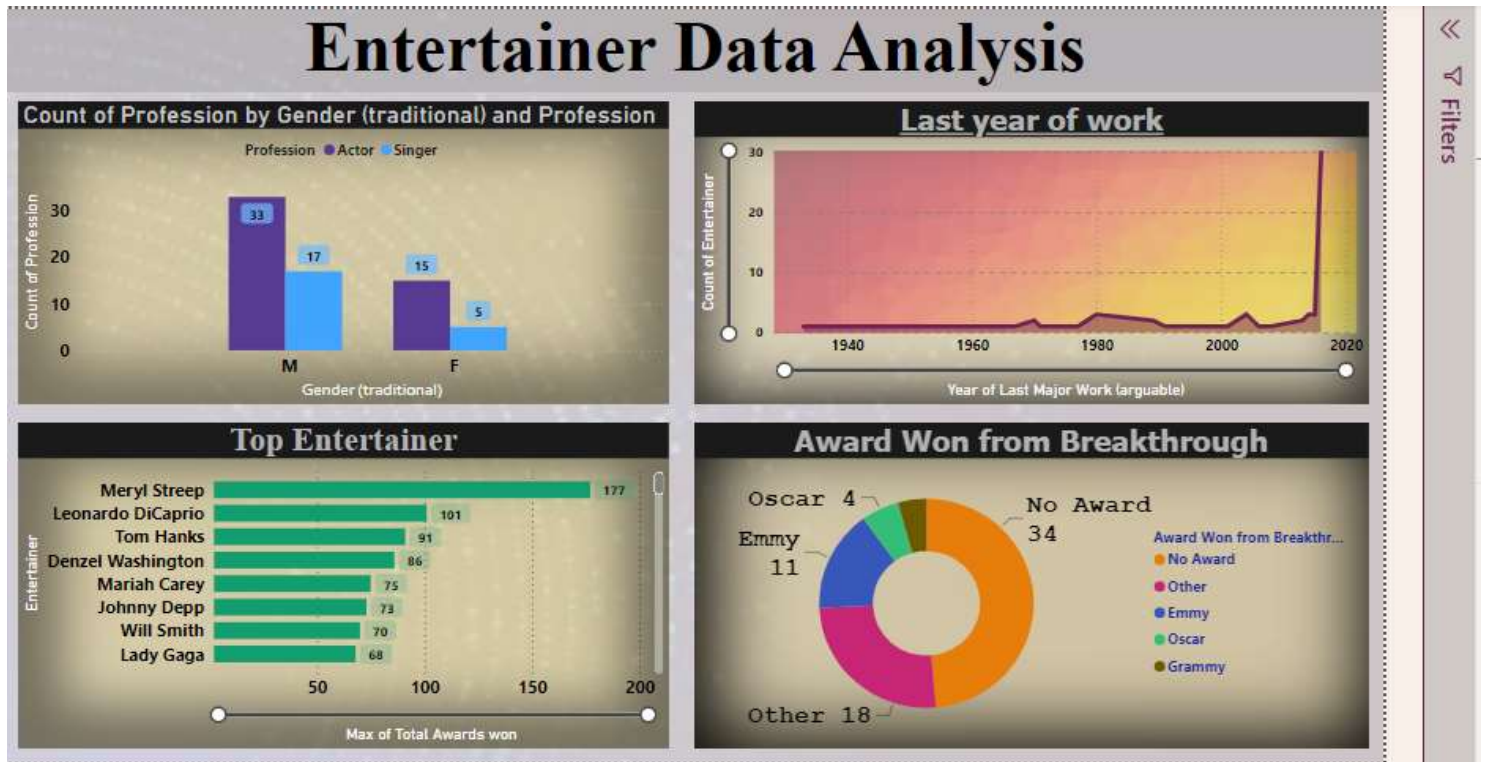 Entertainer Data Analysis
Count of Profession by Gender (traditional) and Profession
Profession Actor Singer
Count of Profession
30
20
10
0
33
17
15
5
M
F
Gender (traditional)
Last year of work
Count of Entertainer
30
20
10
0
1940
1960
1980
2000
2020
Year of Last Major Work (arguable)
Top Entertainer
Entertainer
Meryl Streep 177
Leonardo DiCaprio 101
Tom Hanks 91
Denzel Washington 86
Mariah Carey 75
Johnny Depp 73
Will Smith 70
Lady Gaga 68
50
100
150
200
Max of Total Awards won
Award Won from Breakthrough
Oscar 4
Emmy
11
Other 18
No Award
34
Award Won from Breakthr...
No Award
Other
Emmy
Oscar
Grammy
Filters